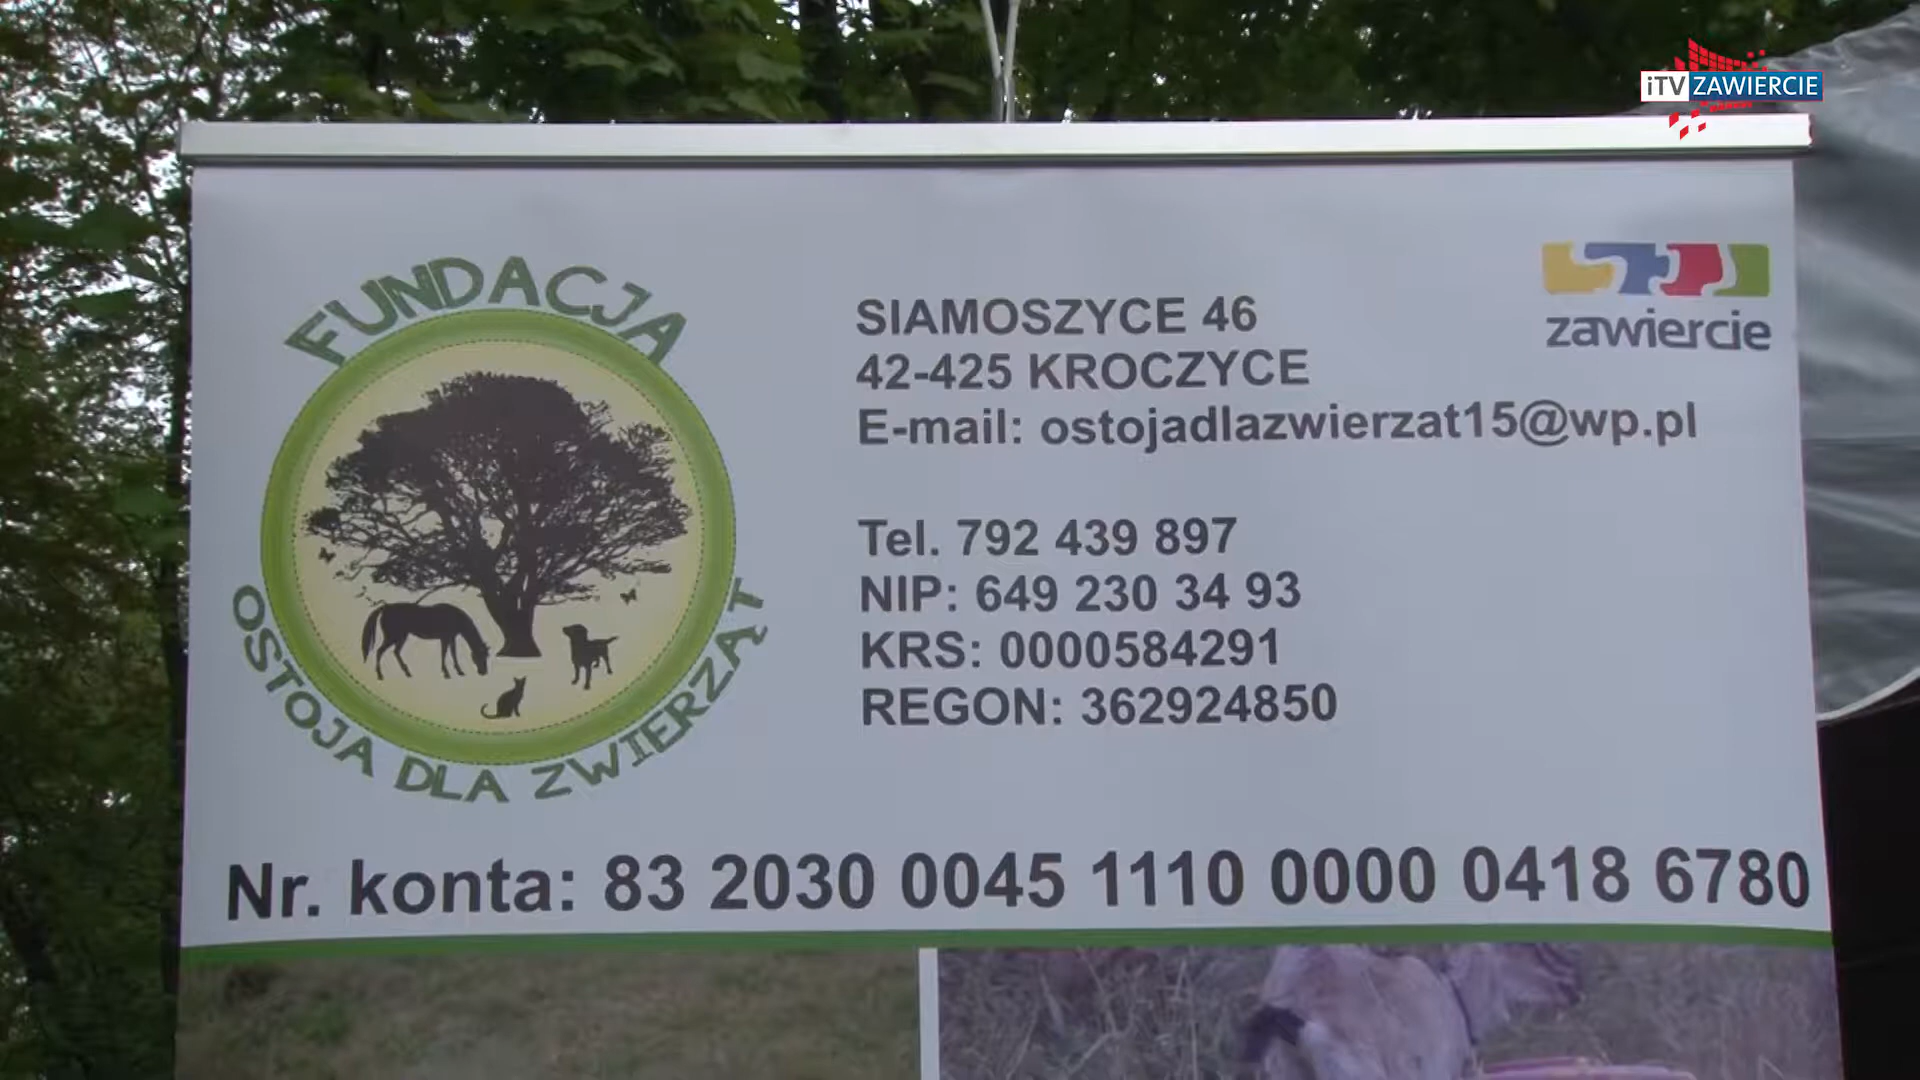 iTV ZAWIERCIE
FUNDACJA
OSTOJA DLA ZWIERZĄT
zawiercie
SIAMOSZYCE 46
42-425 KROCZYCE
E-mail: ostojadlazwierzat15@wp.pl
Tel. 792 439 897
NIP: 649 230 34 93
KRS: 0000584291
REGON: 362924850
Nr. konta: 83 2030 0045 1110 0000 0418 6780